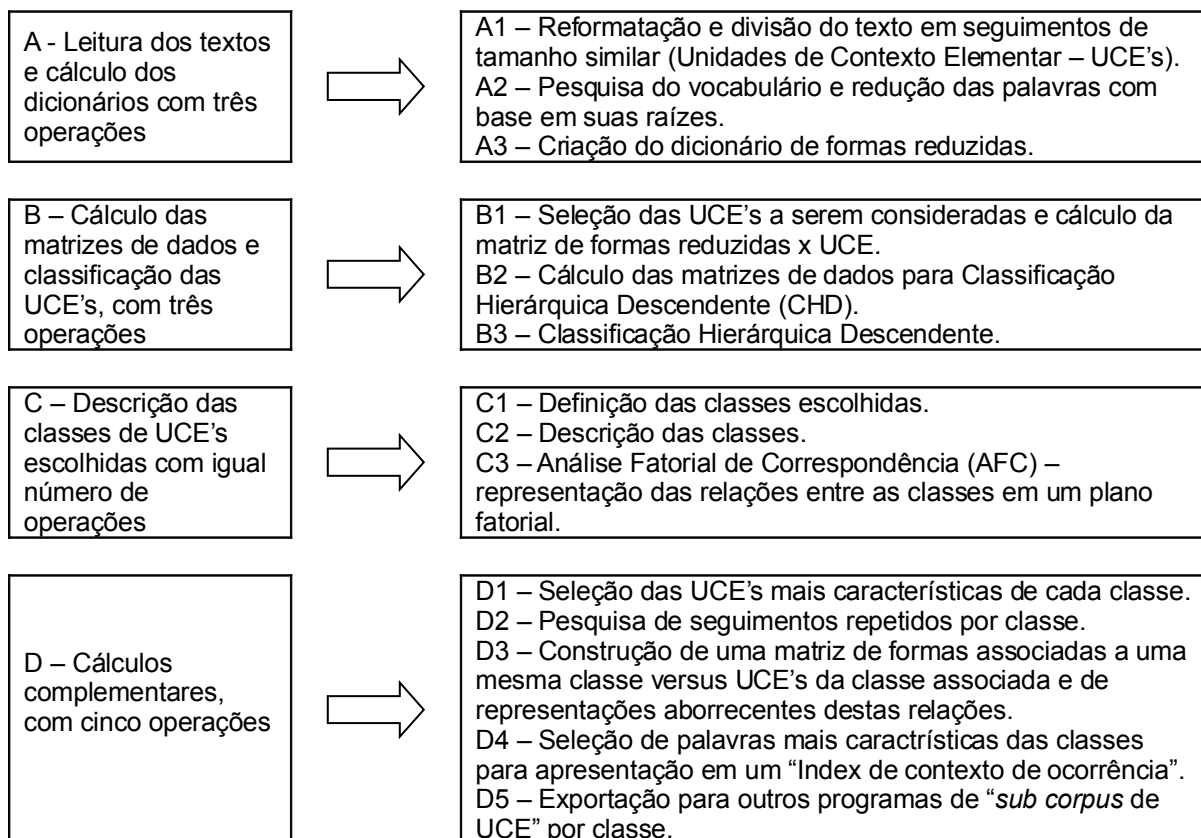 A - Leitura dos textos
e cálculo dos
dicionários com três
operações
A1 – Reformatação e divisão do texto em seguimentos de
tamanho similar (Unidades de Contexto Elementar – UCE's).
A2 – Pesquisa do vocabulário e redução das palavras com
base em suas raízes.
A3 – Criação do dicionário de formas reduzidas.
B – Cálculo das
matrizes de dados e
classificação das
UCE's, com três
operações
B1 – Seleção das UCE's a serem consideradas e cálculo da
matriz de formas reduzidas x UCE.
B2 – Cálculo das matrizes de dados para Classificação
Hierárquica Descendente (CHD).
B3 – Classificação Hierárquica Descendente.
C – Descrição das
classes de UCE's
escolhidas com igual
número de
operações
C1 – Definição das classes escolhidas.
C2 – Descrição das classes.
C3 – Análise Fatorial de Correspondência (AFC) –
representação das relações entre as classes em um plano
fatorial.
D – Cálculos
complementares,
com cinco operações
D1 – Seleção das UCE's mais características de cada classe.
D2 – Pesquisa de seguimentos repetidos por classe.
D3 – Construção de uma matriz de formas associadas a uma
mesma classe versus UCE's da classe associada e de
representações aborrecentes destas relações.
D4 – Seleção de palavras mais caractrísticas das classes
para apresentação em um “Index de contexto de ocorrência”.
D5 – Exportação para outros programas de “sub corpus de
UCE” por classe.